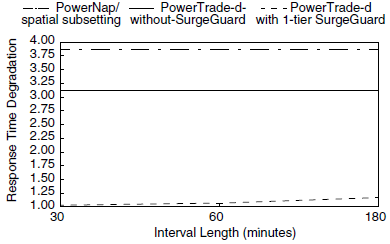 PowerNap/ PowerTrade-d- PowerTrade-d
spatial subsetting without-SurgeGuard with 1-tier SurgeGuard
Response Time Degradation
4.00
3.75
3.50
3.25
3.00
2.75
2.50
2.25
2.00
1.75
1.50
1.25
1.00
30 60 180
Interval Length (minutes)